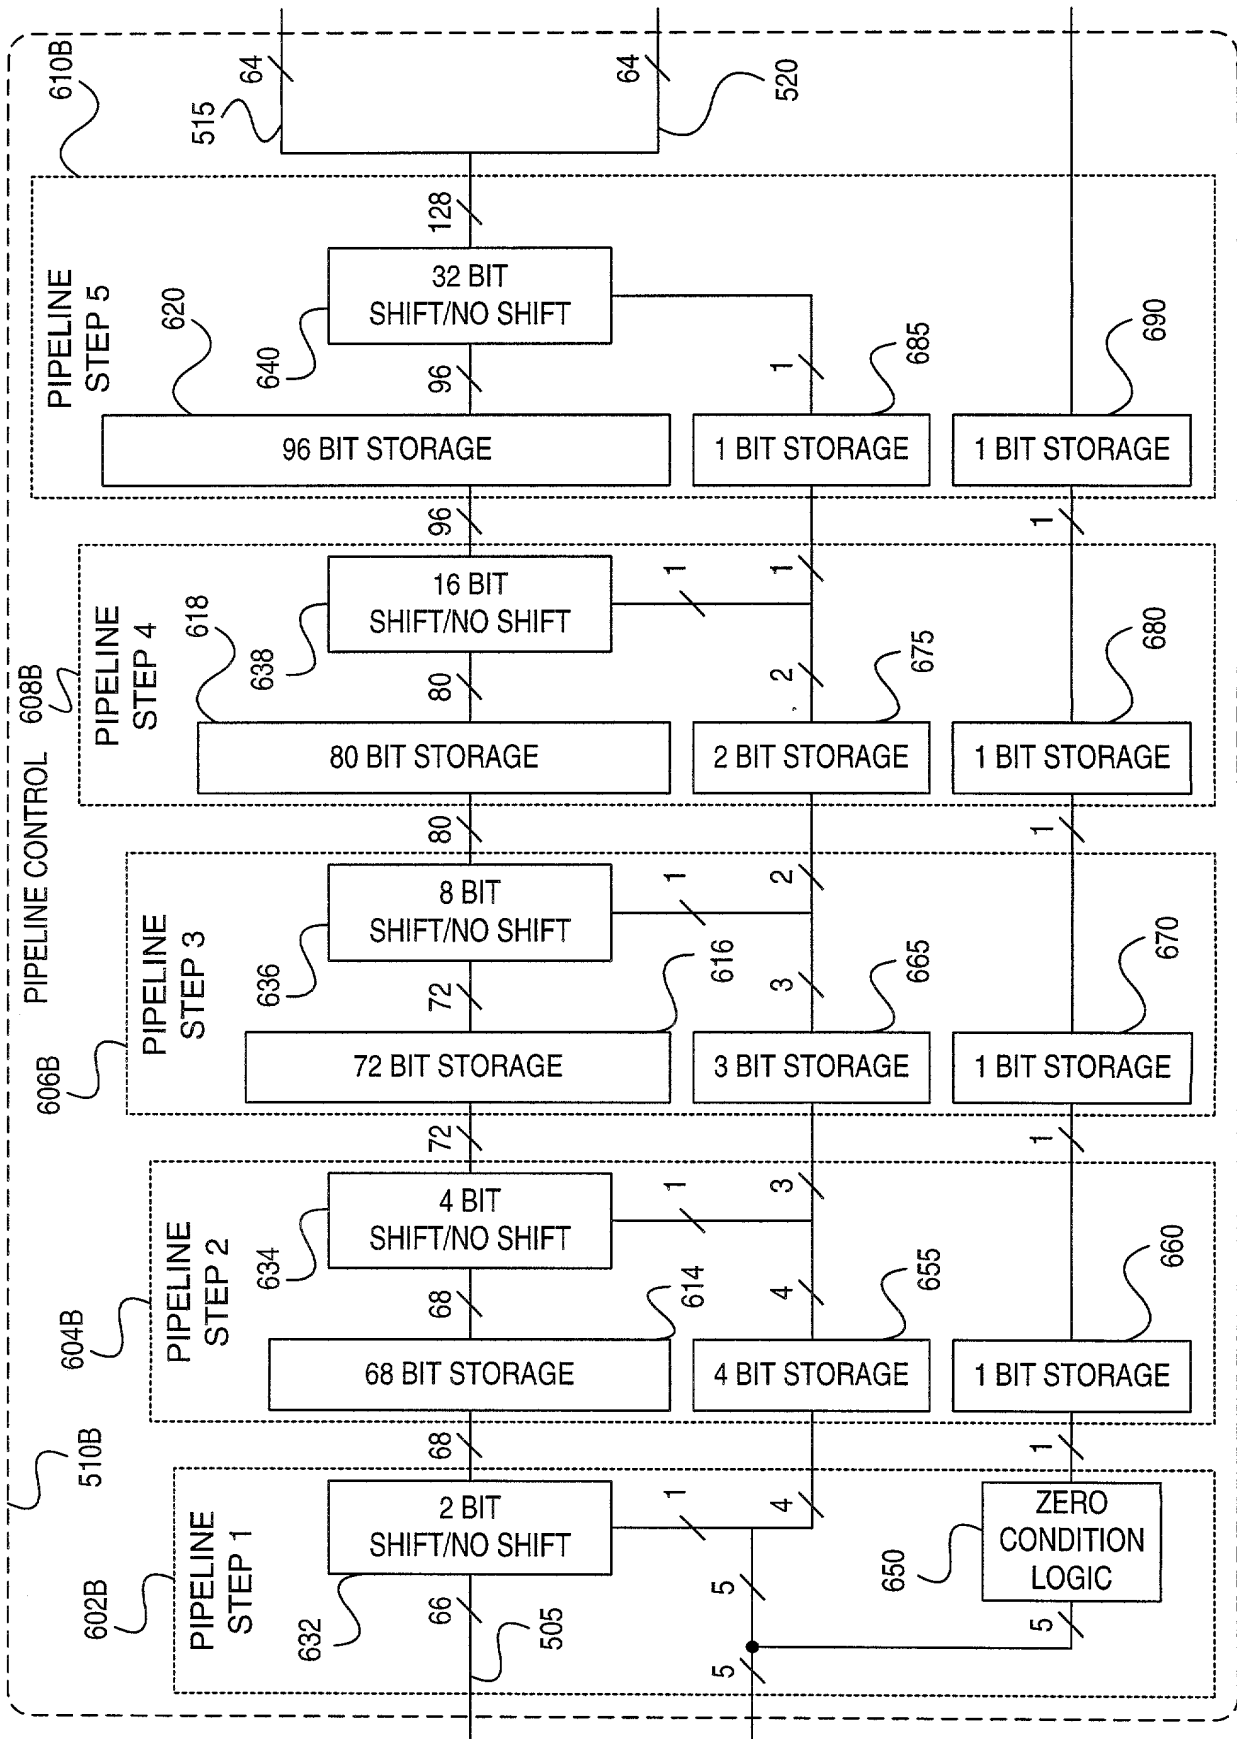 PIPELINE CONTROL
510B
602B
PIPELINE
STEP 1
66
505
632
2 BIT
SHIFT/NO SHIFT
68
1
4
5
5
5
650
ZERO
CONDITION
LOGIC
1
604B
PIPELINE
STEP 2
68 BIT STORAGE
614
68
634
4 BIT
SHIFT/NO SHIFT
72
1
4 BIT STORAGE
655
4
3
1 BIT STORAGE
660
1
606B
PIPELINE
STEP 3
72 BIT STORAGE
616
72
636
8 BIT
SHIFT/NO SHIFT
80
1
3 BIT STORAGE
665
3
2
1 BIT STORAGE
670
1
608B
PIPELINE
STEP 4
618
80 BIT STORAGE
80
638
16 BIT
SHIFT/NO SHIFT
96
1
2 BIT STORAGE
675
2
1
1 BIT STORAGE
680
1
610B
PIPELINE
STEP 5
620
96 BIT STORAGE
96
640
32 BIT
SHIFT/NO SHIFT
128
1 BIT STORAGE
685
1
1 BIT STORAGE
690
515
64
64
520